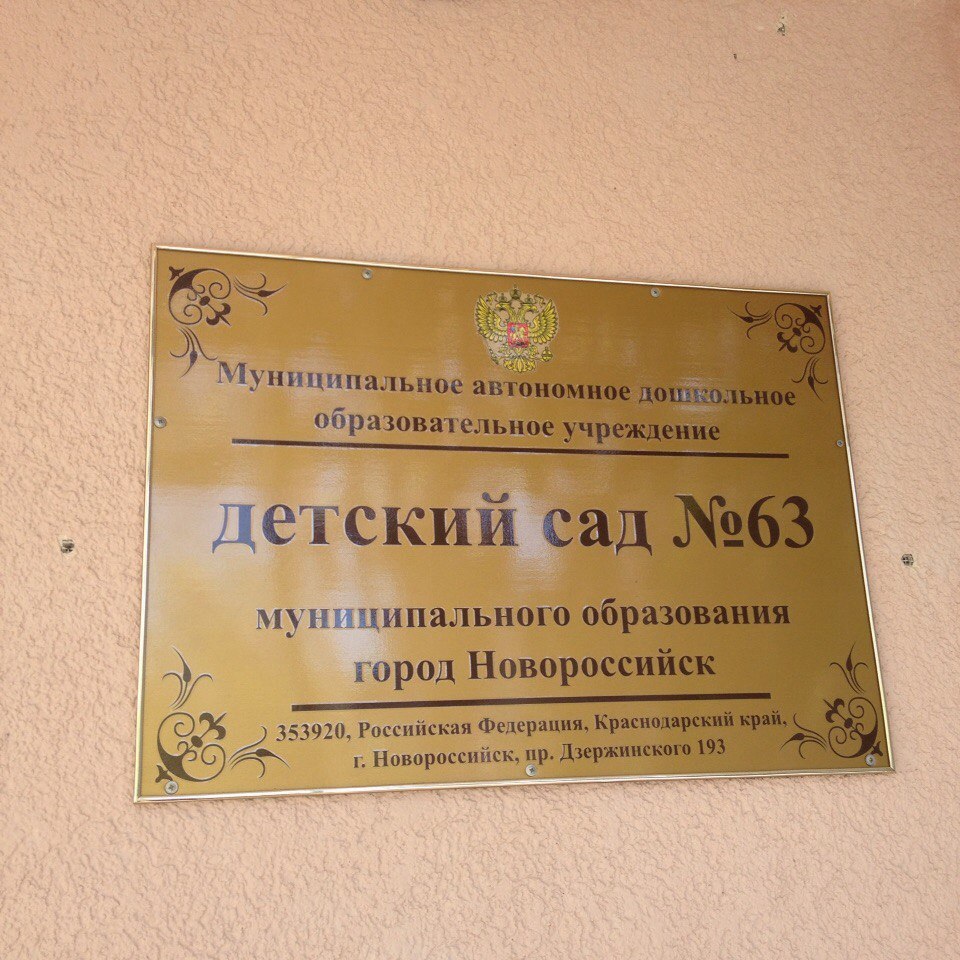 Муниципальное автономное дошкольное
образовательное учреждение
детский сад №63
муниципального образования
город Новороссийск
353920, Российская Федерация, Краснодарский край,
г. Новороссийск, пр. Дзержинского 193